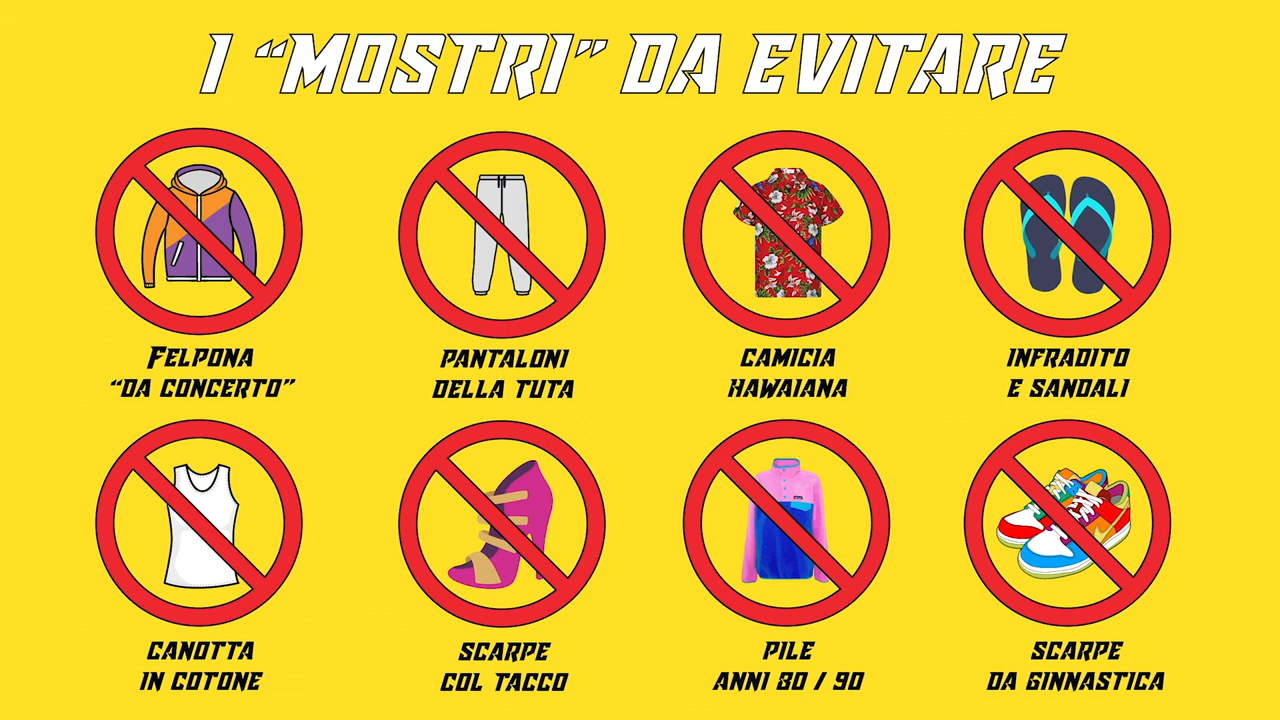 I “MOSTRI” DA EVITARE
FELPONA
“DA CONCERTO”
PANTALONI
DELLA TUTA
CAMICIA
HAWAIANA
INFRADITO
E SANDALI
CANOTTA
IN COTONE
SCARPE
COL TACCO
PILE
ANNI 80 / 90
SCARPE
DA GINNASTICA